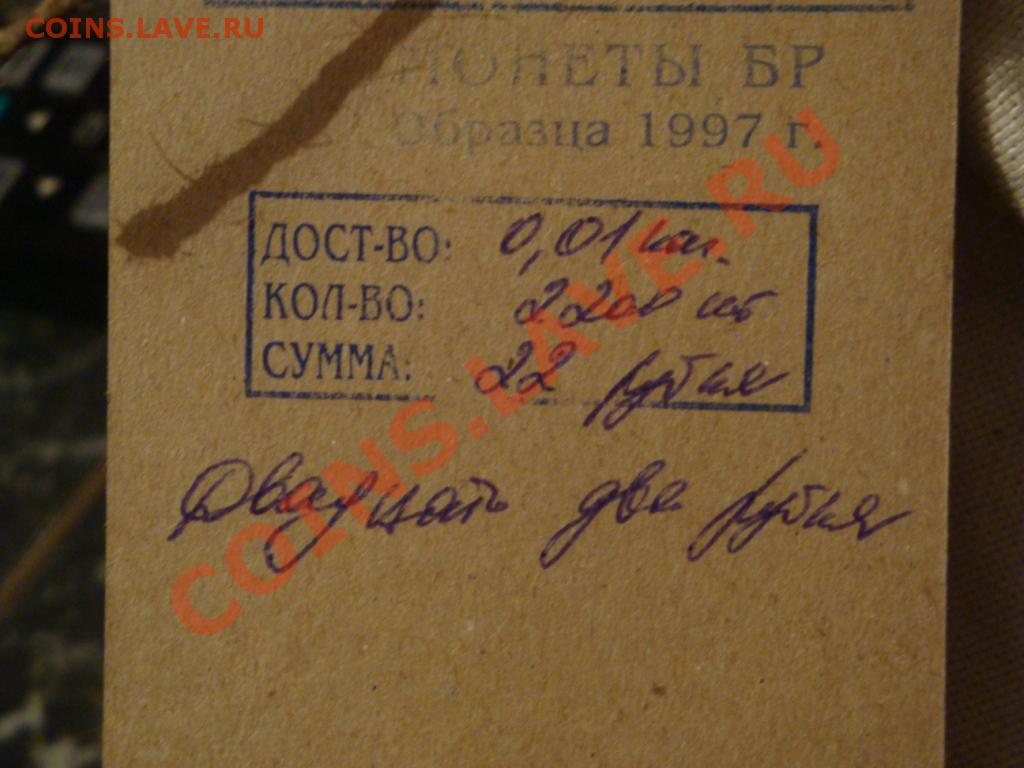 COINS.LAVE.RU
МОНЕТЫ БР
Образца 1997 г.
ДОСТ-ВО: 0,01 коп.
КОЛ-ВО: 2200 шт
СУММА: 22 рубля
Двадцать два рубля
COINS.LAVE.RU